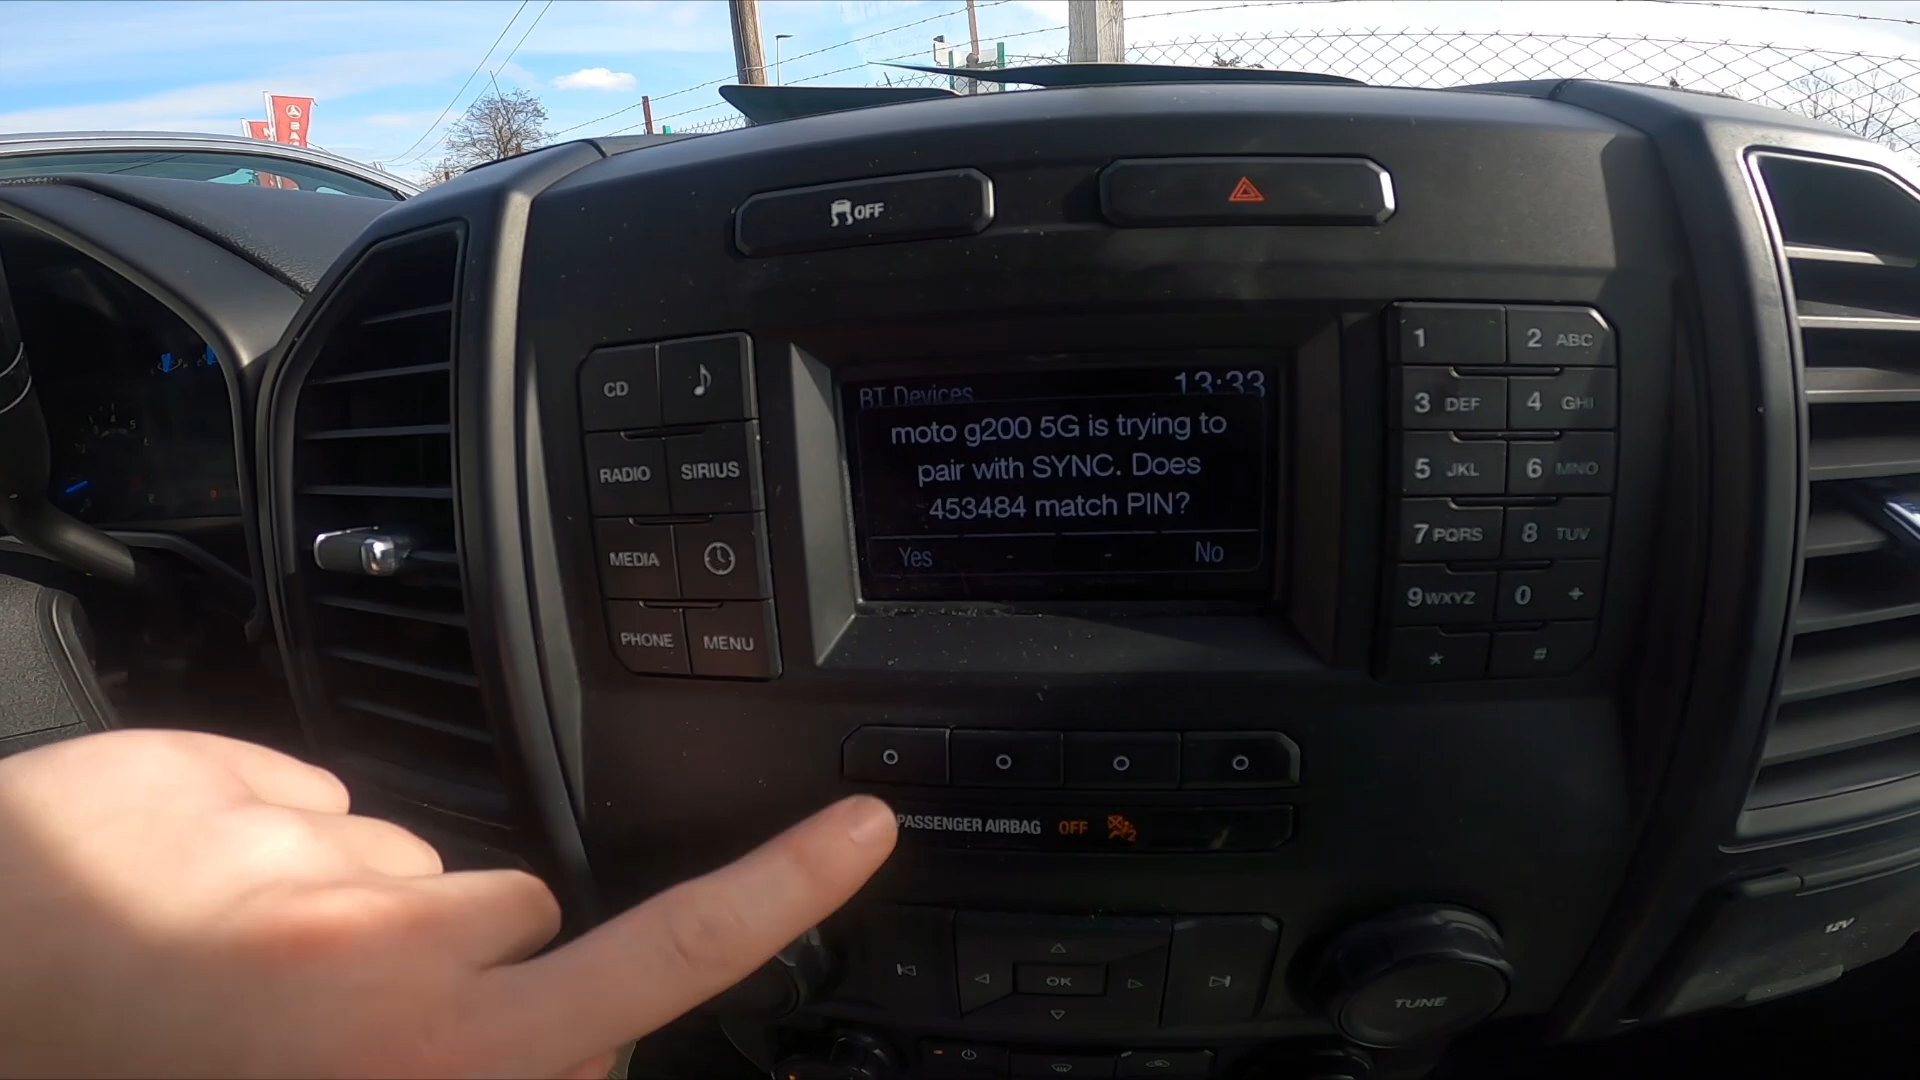 OFF
CD
RADIO
SIRIUS
MEDIA
PHONE
MENU
BT Devices 13:33
moto g200 5G is trying to
pair with SYNC. Does
453484 match PIN?
Yes - - No
1
2 ABC
3 DEF
4 GHI
5 JKL
6 MNO
7 PQRS
8 TUV
9 WXYZ
0 +
*
#
PASSENGER AIRBAG OFF
OK
TUNE
12V